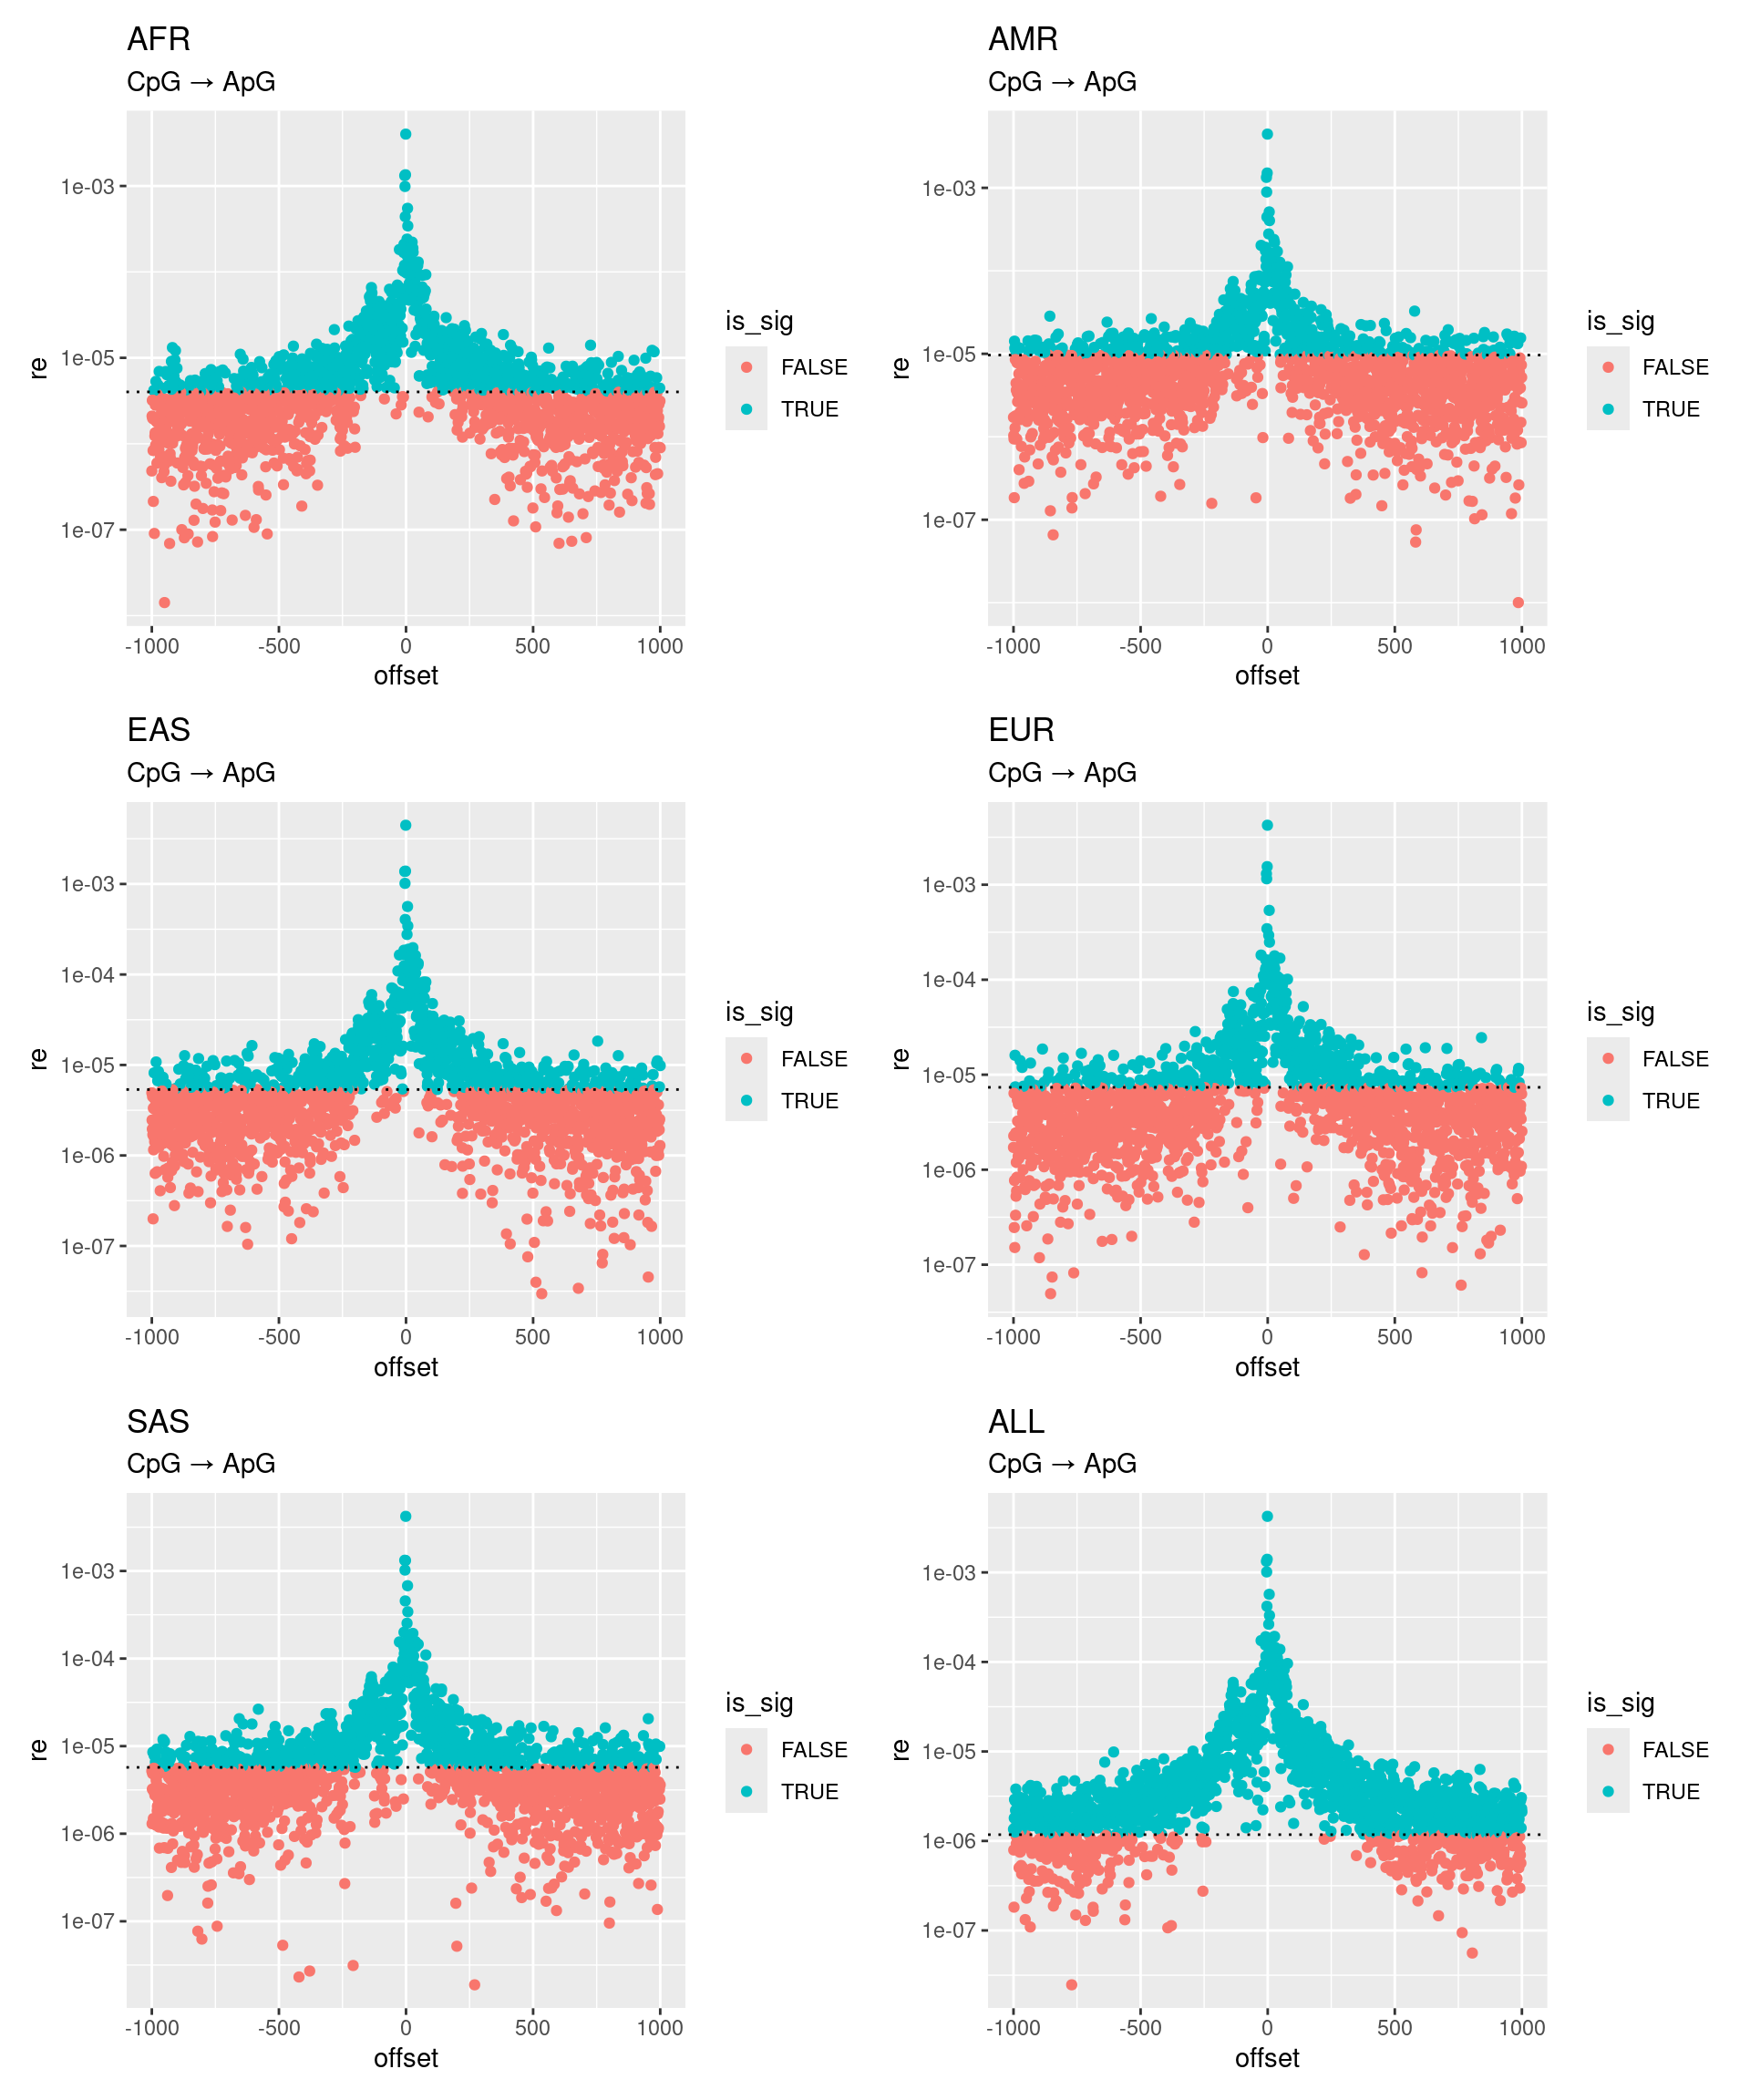 AFR
CpG → ApG
re
1e-03
1e-05
1e-07
-1000 -500 0 500 1000
offset
is_sig
FALSE
TRUE
AMR
CpG → ApG
re
1e-03
1e-05
1e-07
-1000 -500 0 500 1000
offset
is_sig
FALSE
TRUE
EAS
CpG → ApG
re
1e-03
1e-04
1e-05
1e-06
1e-07
-1000 -500 0 500 1000
offset
is_sig
FALSE
TRUE
EUR
CpG → ApG
re
1e-03
1e-04
1e-05
1e-06
1e-07
-1000 -500 0 500 1000
offset
is_sig
FALSE
TRUE
SAS
CpG → ApG
re
1e-03
1e-04
1e-05
1e-06
1e-07
-1000 -500 0 500 1000
offset
is_sig
FALSE
TRUE
ALL
CpG → ApG
re
1e-03
1e-04
1e-05
1e-06
1e-07
-1000 -500 0 500 1000
offset
is_sig
FALSE
TRUE